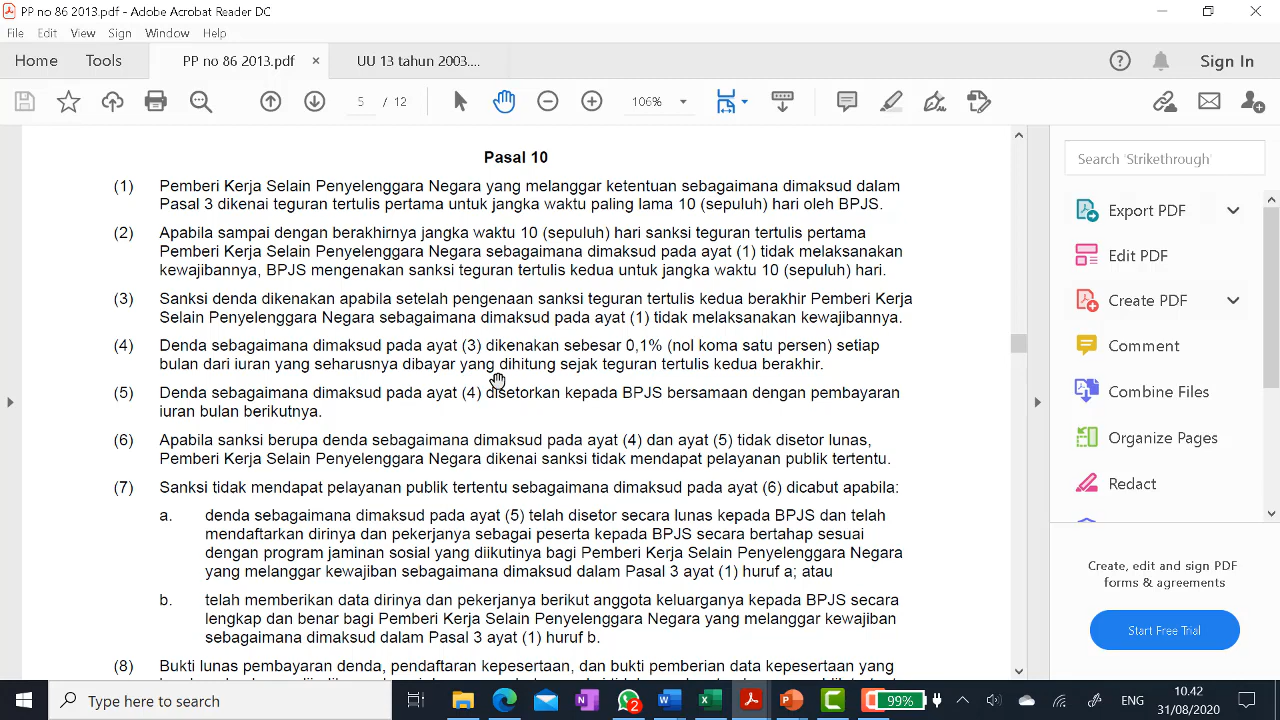 PP no 86 2013.pdf - Adobe Acrobat Reader DC
File Edit View Sign Window Help
Home Tools PP no 86 2013.pdf × UU 13 tahun 2003.... Sign In
5 / 12 106%
Pasal 10
(1) Pemberi Kerja Selain Penyelenggara Negara yang melanggar ketentuan sebagaimana dimaksud dalam
Pasal 3 dikenai teguran tertulis pertama untuk jangka waktu paling lama 10 (sepuluh) hari oleh BPJS.
(2) Apabila sampai dengan berakhirnya jangka waktu 10 (sepuluh) hari sanksi teguran tertulis pertama
Pemberi Kerja Selain Penyelenggara Negara sebagaimana dimaksud pada ayat (1) tidak melaksanakan
kewajibannya, BPJS mengenakan sanksi teguran tertulis kedua untuk jangka waktu 10 (sepuluh) hari.
(3) Sanksi denda dikenakan apabila setelah pengenaan sanksi teguran tertulis kedua berakhir Pemberi Kerja
Selain Penyelenggara Negara sebagaimana dimaksud pada ayat (1) tidak melaksanakan kewajibannya.
(4) Denda sebagaimana dimaksud pada ayat (3) dikenakan sebesar 0,1% (nol koma satu persen) setiap
bulan dari iuran yang seharusnya dibayar yang dihitung sejak teguran tertulis kedua berakhir.
(5) Denda sebagaimana dimaksud pada ayat (4) disetorkan kepada BPJS bersamaan dengan pembayaran
iuran bulan berikutnya.
(6) Apabila sanksi berupa denda sebagaimana dimaksud pada ayat (4) dan ayat (5) tidak disetor lunas,
Pemberi Kerja Selain Penyelenggara Negara dikenai sanksi tidak mendapat pelayanan publik tertentu.
(7) Sanksi tidak mendapat pelayanan publik tertentu sebagaimana dimaksud pada ayat (6) dicabut apabila:
a. denda sebagaimana dimaksud pada ayat (5) telah disetor secara lunas kepada BPJS dan telah
mendaftarkan dirinya dan pekerjanya sebagai peserta kepada BPJS secara bertahap sesuai
dengan program jaminan sosial yang diikutinya bagi Pemberi Kerja Selain Penyelenggara Negara
yang melanggar kewajiban sebagaimana dimaksud dalam Pasal 3 ayat (1) huruf a; atau
b. telah memberikan data dirinya dan pekerjanya berikut anggota keluarganya kepada BPJS secara
lengkap dan benar bagi Pemberi Kerja Selain Penyelenggara Negara yang melanggar kewajiban
sebagaimana dimaksud dalam Pasal 3 ayat (1) huruf b.
(8) Bukti lunas pembayaran denda, pendaftaran kepesertaan, dan bukti pemberian data kepesertaan yang
Search 'Strikethrough'
Export PDF
Edit PDF
Create PDF
Comment
Combine Files
Organize Pages
Redact
Create, edit and sign PDF
forms & agreements
Start Free Trial
Type here to search
2
99%
ENG
10.42
31/08/2020